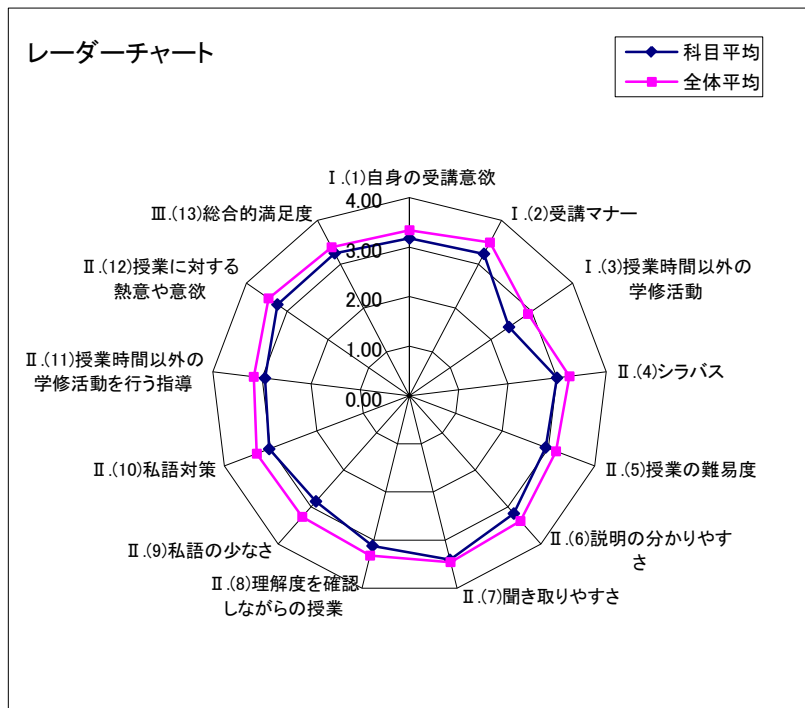 レーダーチャート
科目平均
全体平均
Ⅰ.(1)自身の受講意欲
Ⅰ.(2)受講マナー
Ⅰ.(3)授業時間以外の
学修活動
Ⅱ.(4)シラバス
Ⅱ.(5)授業の難易度
Ⅱ.(6)説明の分かりやす
さ
Ⅱ.(7)聞き取りやすさ
Ⅱ.(8)理解度を確認
しながらの授業
Ⅱ.(9)私語の少なさ
Ⅱ.(10)私語対策
Ⅱ.(11)授業時間以外の
学修活動を行う指導
Ⅱ.(12)授業に対する
熱意や意欲
Ⅲ.(13)総合的満足度
4.00
3.00
2.00
1.00
0.00